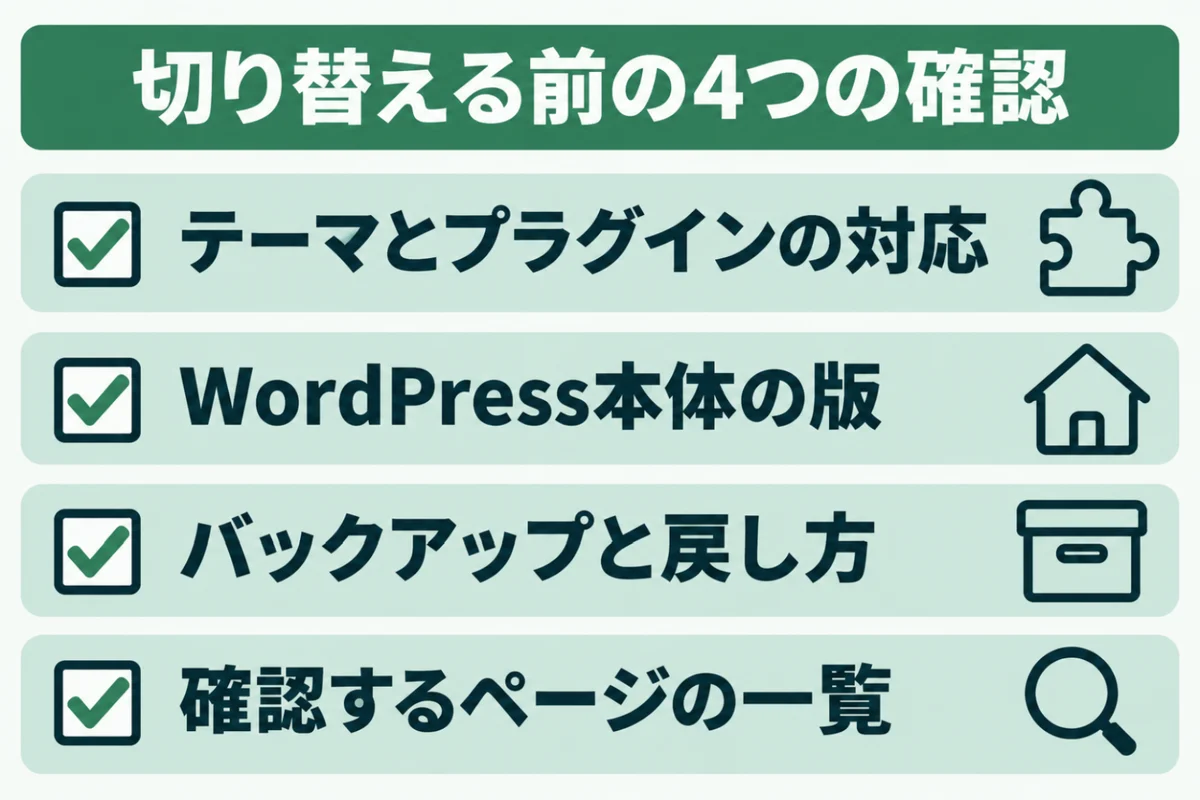 切り替える前の4つの確認
テーマとプラグインの対応
WordPress本体の版
バックアップと戻し方
確認するページの一覧